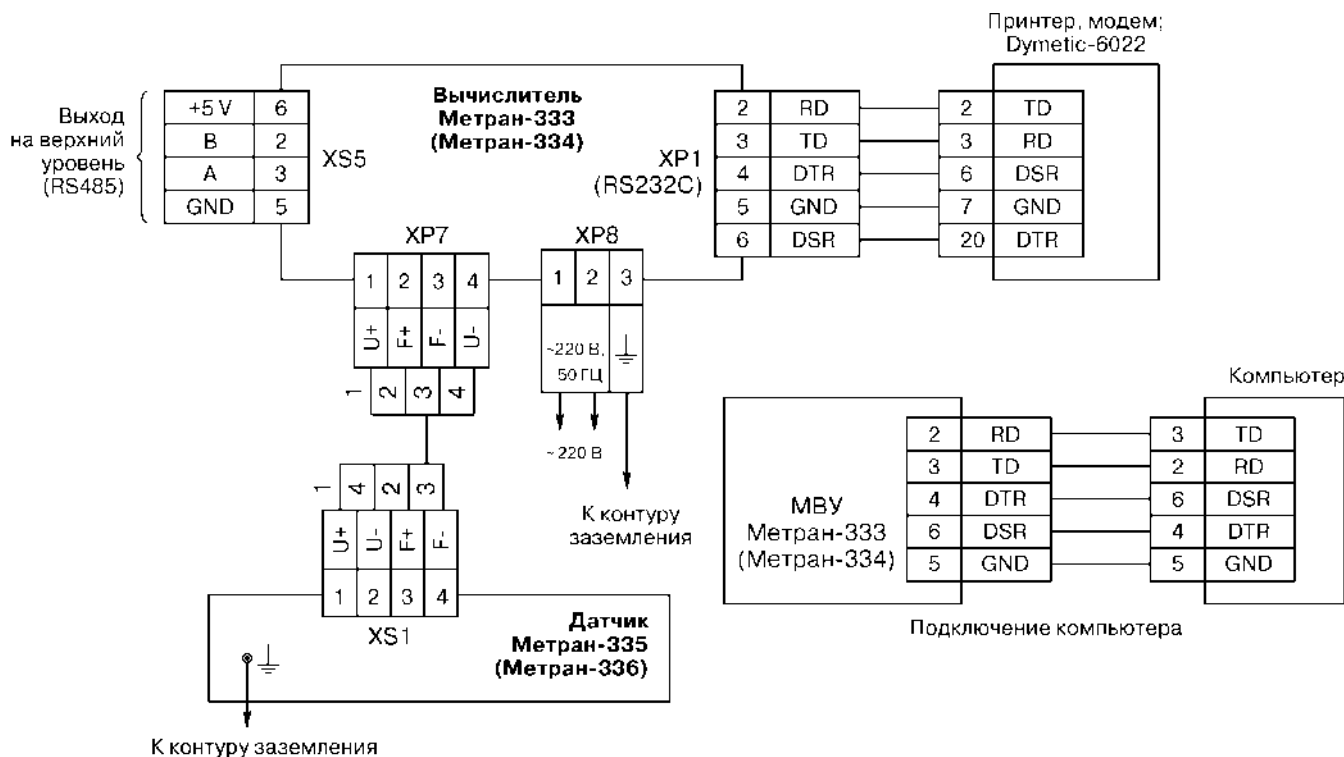 Принтер, модем;
Dymetic-6022
Выход
на верхний
уровень
(RS485)
+5 V 6
B 2
A 3
GND 5
XS5
Вычислитель
Метран-333
(Метран-334)
XP1
(RS232C)
2 RD
3 TD
4 DTR
5 GND
6 DSR
2 TD
3 RD
6 DSR
7 GND
20 DTR
XP7
1 2 3 4
U+ F+ F- U-
1 2 3 4
XP8
1 2 3
~220 В,
50 ГЦ
~220 В
К контуру
заземления
1 4 2 3
U+ U- F+ F-
1 2 3 4
XS1
Датчик
Метран-335
(Метран-336)
К контуру заземления
Компьютер
МВУ
Метран-333
(Метран-334)
2 RD
3 TD
4 DTR
6 DSR
5 GND
3 TD
2 RD
6 DSR
4 DTR
5 GND
Подключение компьютера